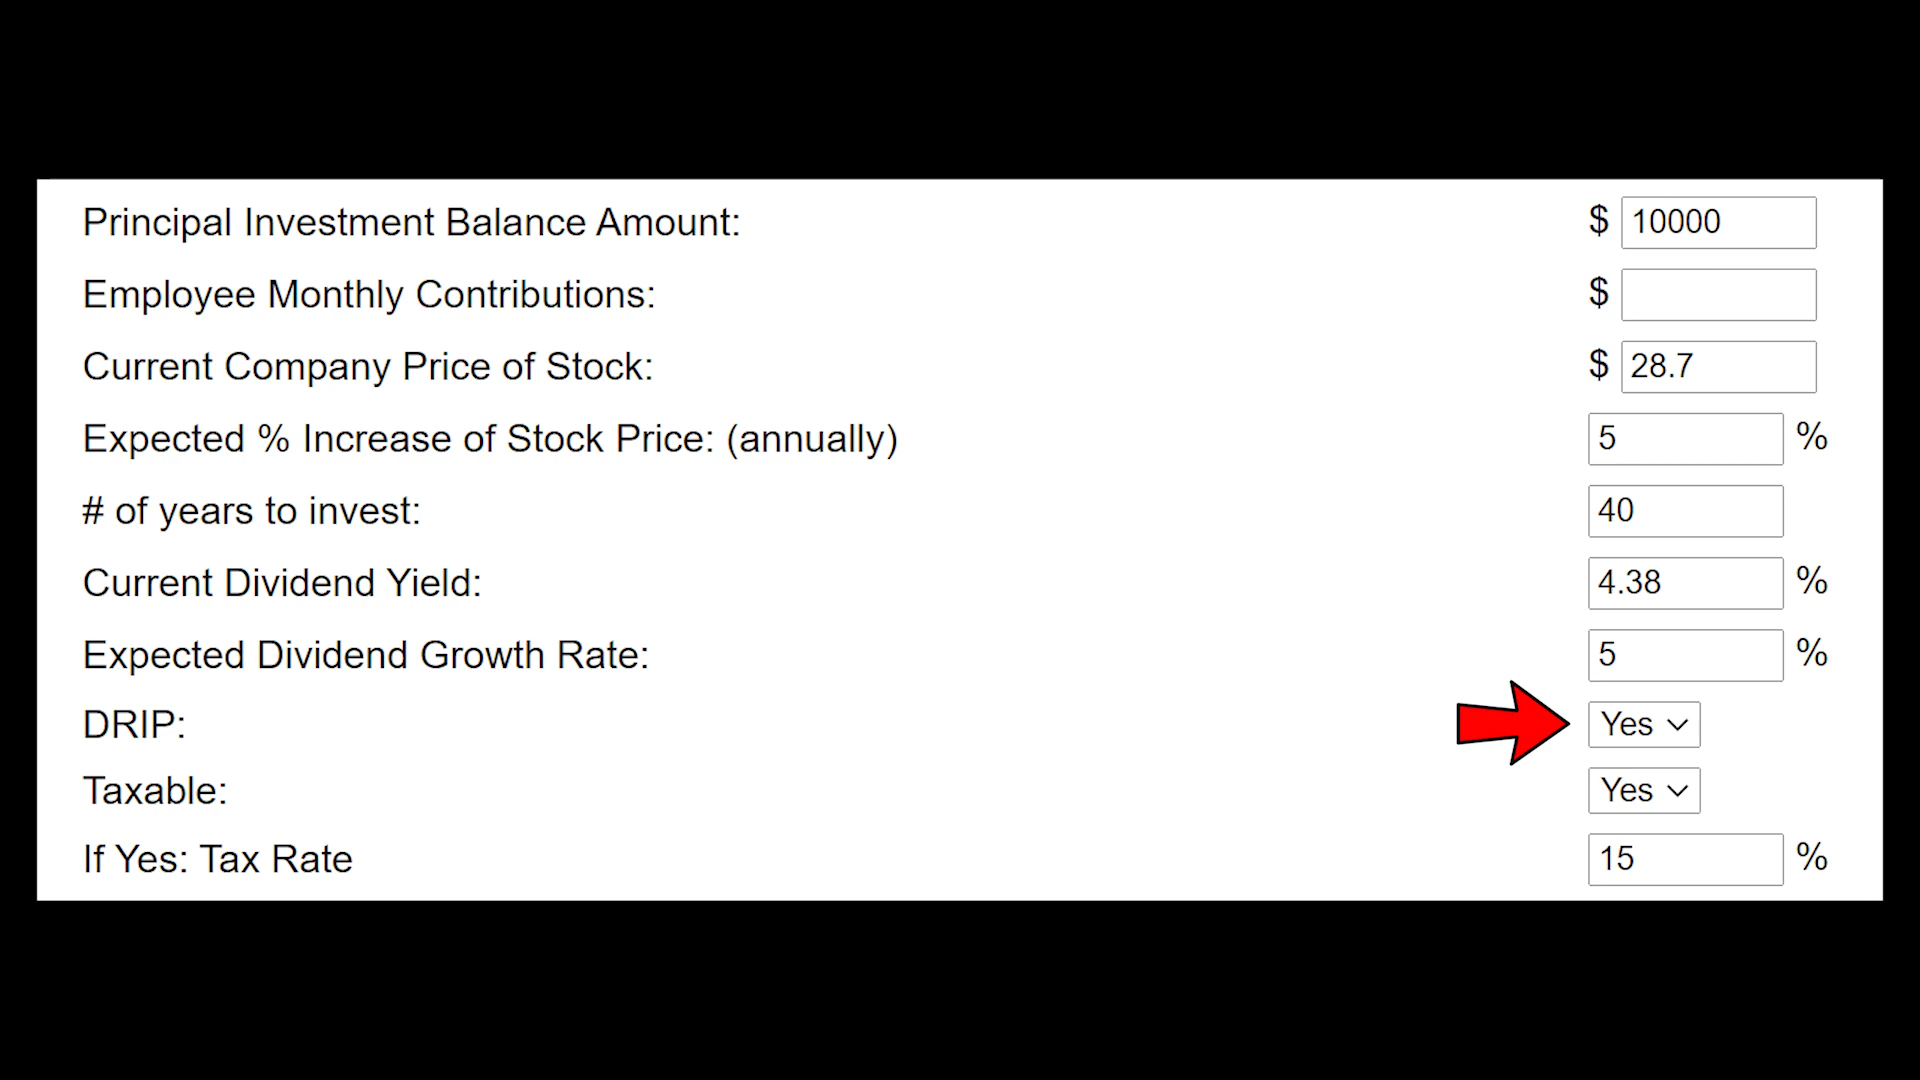 Principal Investment Balance Amount: $ 10000
Employee Monthly Contributions: $
Current Company Price of Stock: $ 28.7
Expected % Increase of Stock Price: (annually) 5 %
# of years to invest: 40
Current Dividend Yield: 4.38 %
Expected Dividend Growth Rate: 5 %
DRIP: Yes
Taxable: Yes
If Yes: Tax Rate 15 %